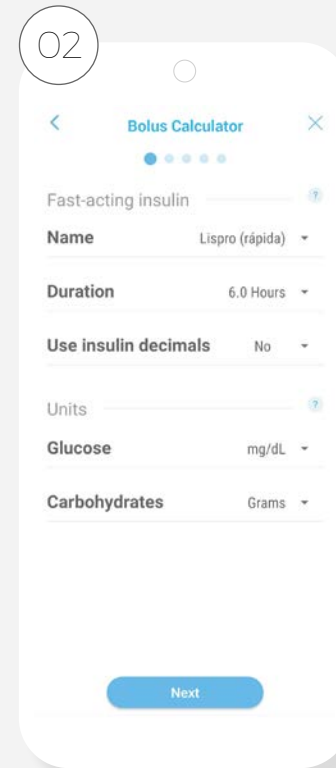 02
Bolus Calculator
Fast-acting insulin ?
Name Lispro (rápida)
Duration 6.0 Hours
Use insulin decimals No
Units ?
Glucose mg/dL
Carbohydrates Grams
Next